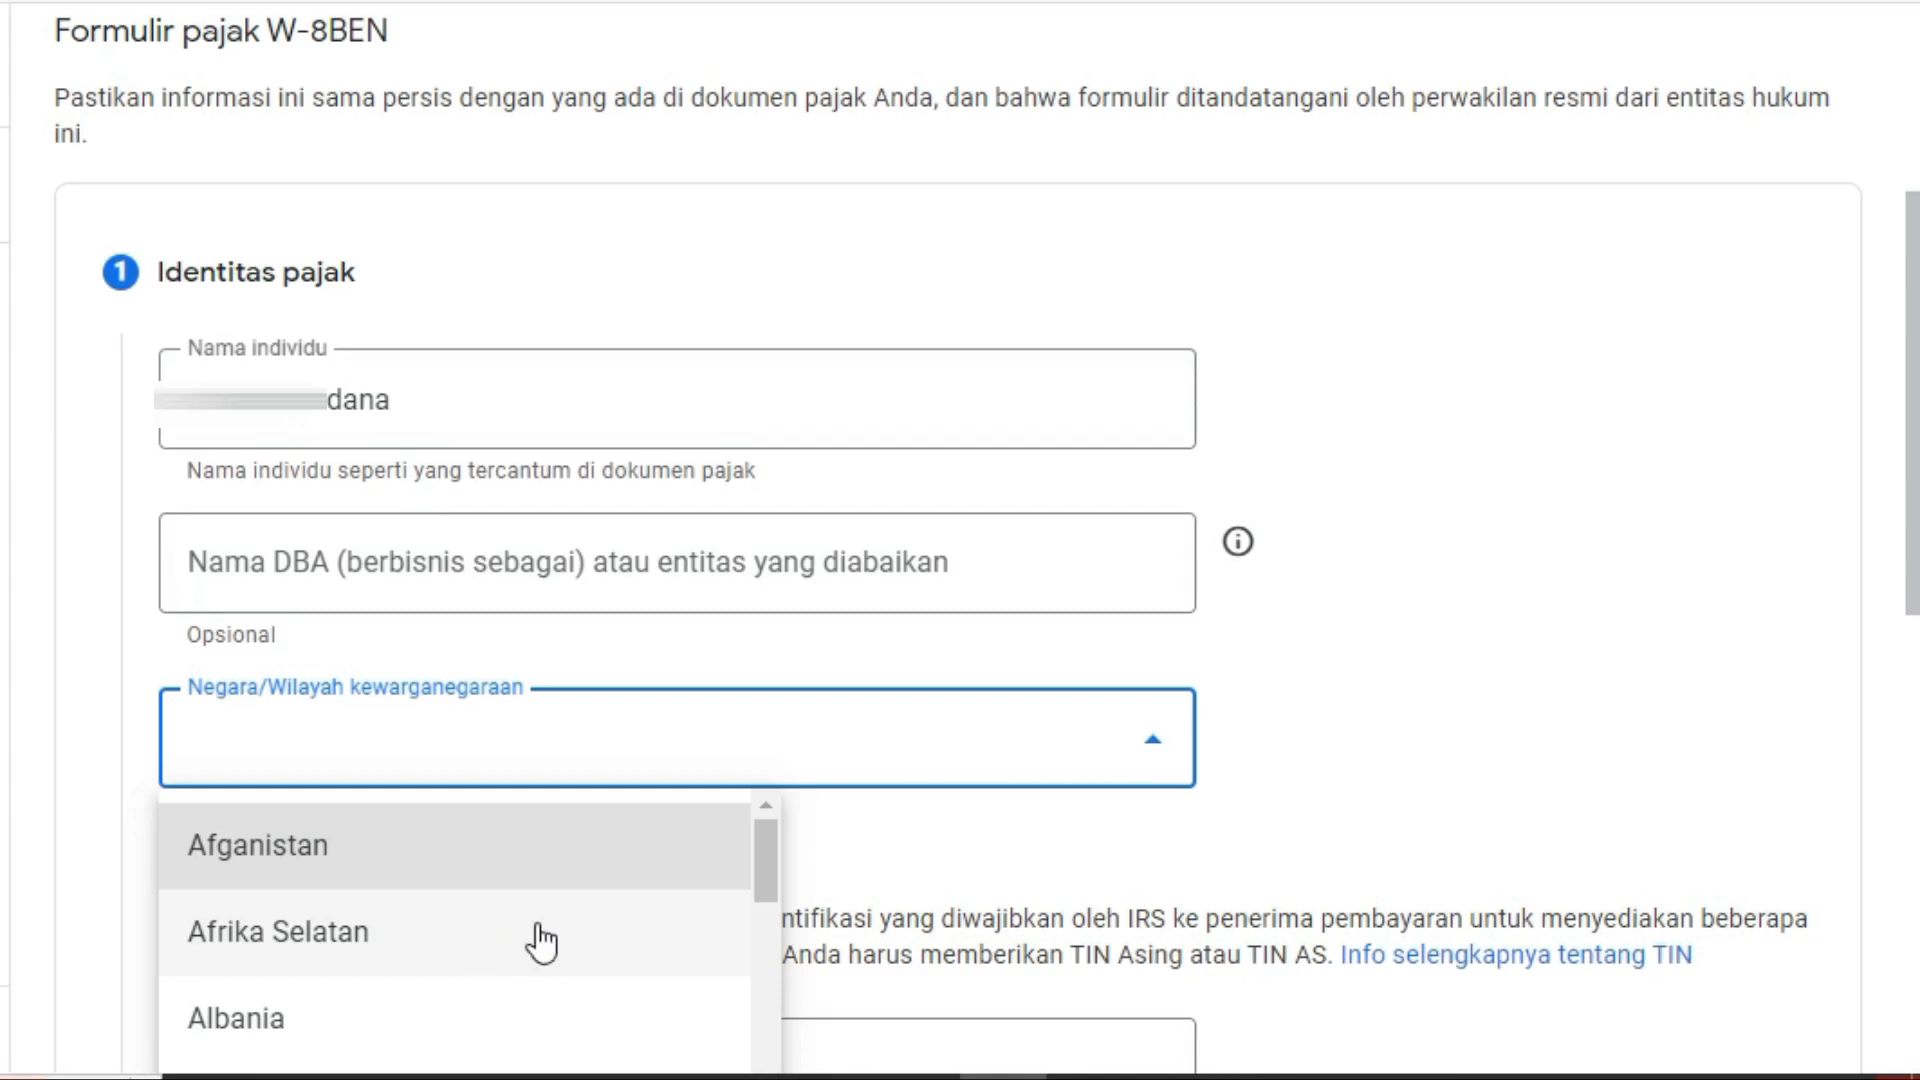 Formulir pajak W-8BEN
Pastikan informasi ini sama persis dengan yang ada di dokumen pajak Anda, dan bahwa formulir ditandatangani oleh perwakilan resmi dari entitas hukum
ini.
1 Identitas pajak
Nama individu
dana
Nama individu seperti yang tercantum di dokumen pajak
Nama DBA (berbisnis sebagai) atau entitas yang diabaikan
Opsional
Negara/Wilayah kewarganegaraan
Afganistan
Afrika Selatan
Albania
ntifikasi yang diwajibkan oleh IRS ke penerima pembayaran untuk menyediakan beberapa
Anda harus memberikan TIN Asing atau TIN AS. Info selengkapnya tentang TIN